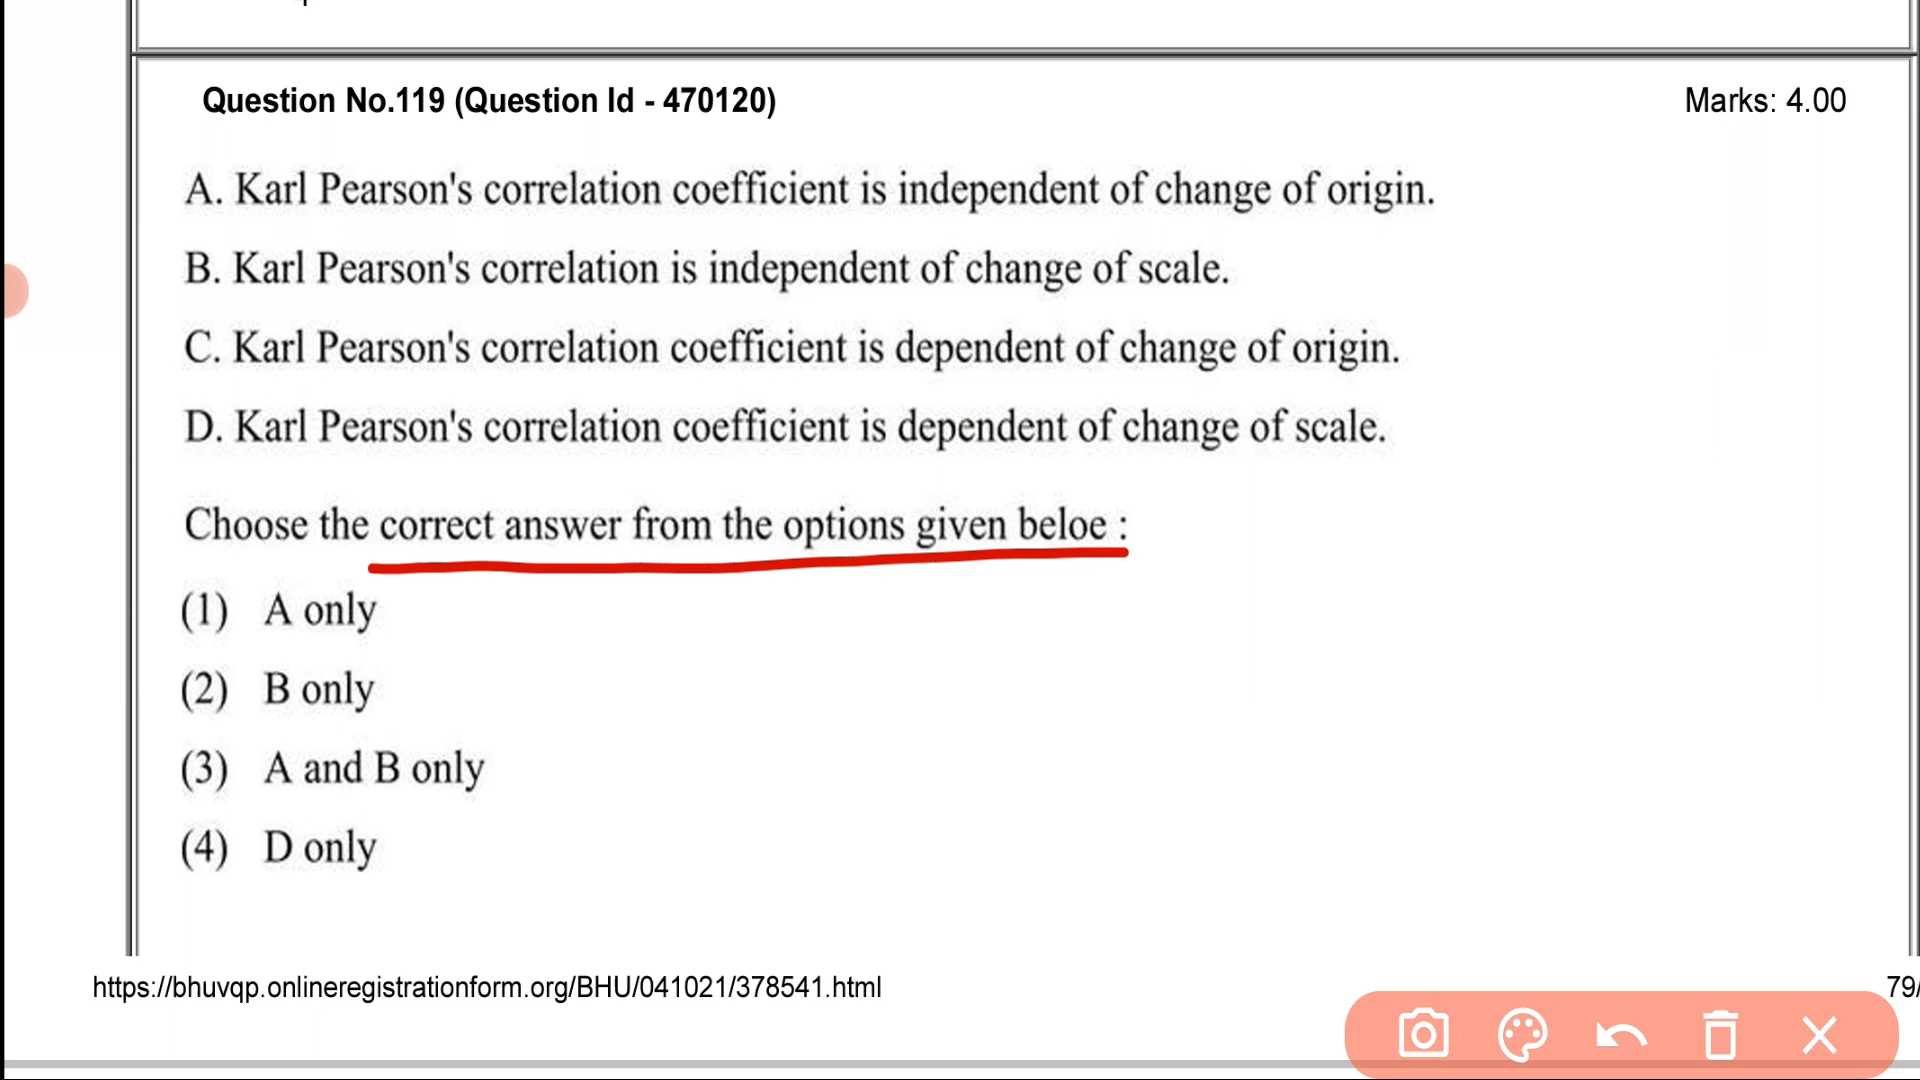 Question No.119 (Question Id - 470120)
Marks: 4.00
A. Karl Pearson's correlation coefficient is independent of change of origin.
B. Karl Pearson's correlation is independent of change of scale.
C. Karl Pearson's correlation coefficient is dependent of change of origin.
D. Karl Pearson's correlation coefficient is dependent of change of scale.
Choose the correct answer from the options given beloe :
(1) A only
(2) B only
(3) A and B only
(4) D only
https://bhuvqp.onlineregistrationform.org/BHU/041021/378541.html
79/